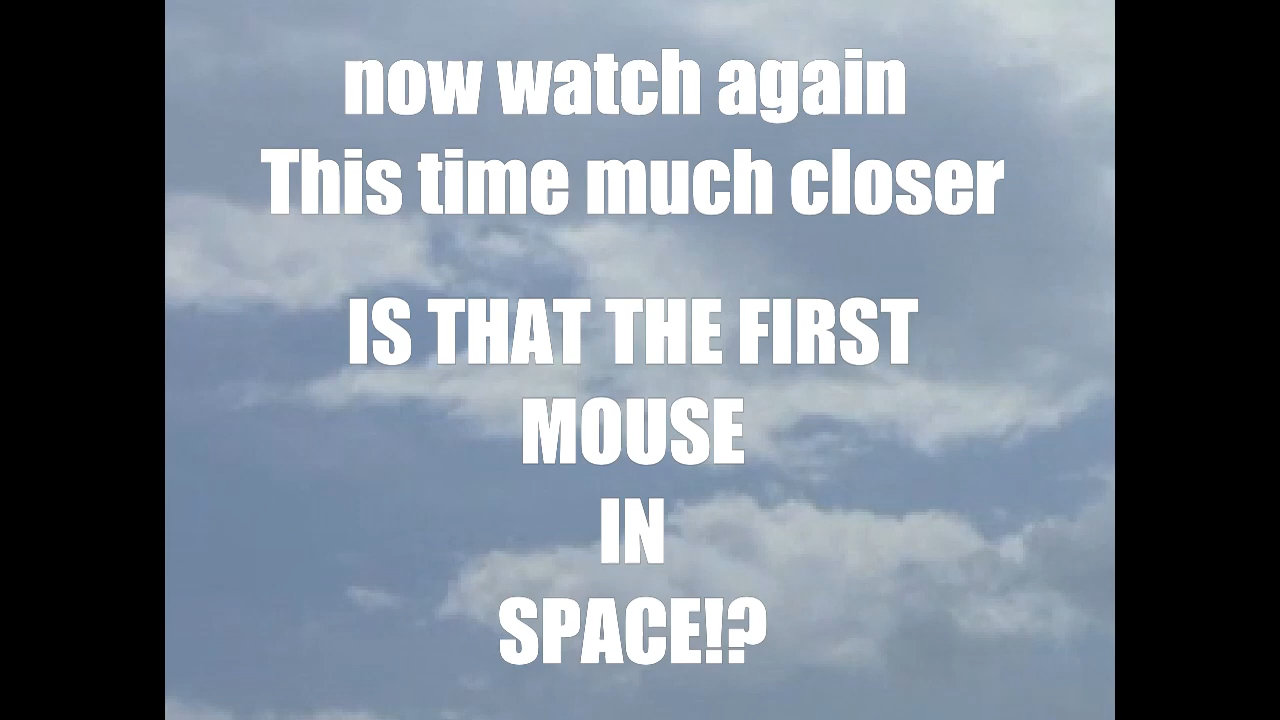 now watch again
This time much closer
IS THAT THE FIRST
MOUSE
IN
SPACE!?